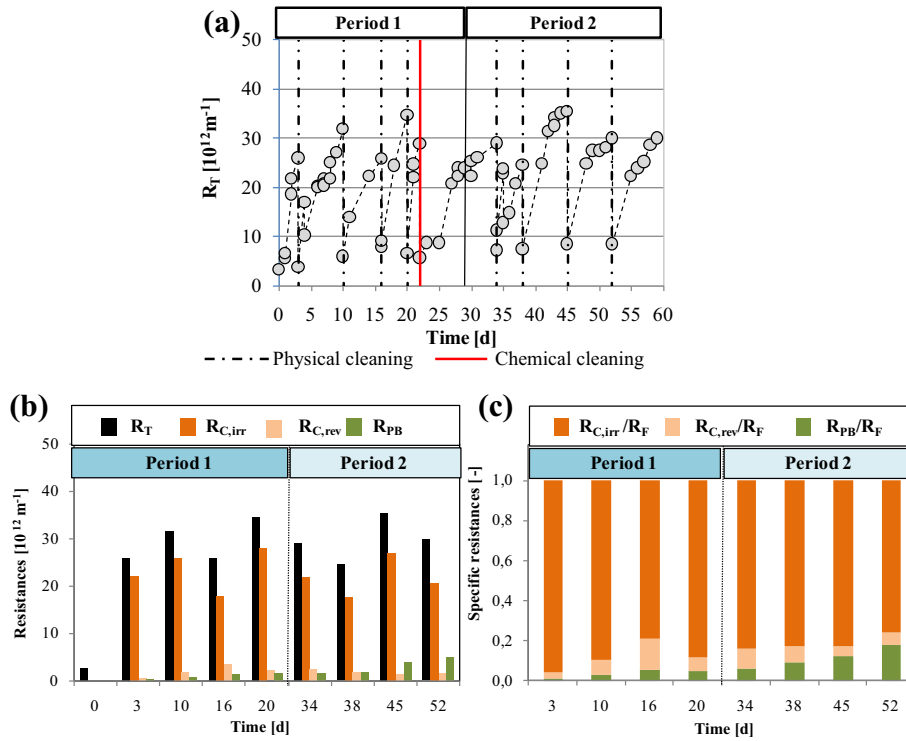 (a)
Period 1 Period 2
R_T [10^12 m^-1]
50
40
30
20
10
0
0 5 10 15 20 25 30 35 40 45 50 55 60
Time [d]
Physical cleaning Chemical cleaning
(b)
R_T R_C,irr R_C,rev R_PB
Period 1 Period 2
Resistances [10^12 m^-1]
50
40
30
20
10
0
0 3 10 16 20 34 38 45 52
Time [d]
(c)
R_C,irr /R_F R_C,rev/R_F R_PB/R_F
Period 1 Period 2
Specific resistances [-]
1,0
0,8
0,6
0,4
0,2
0,0
3 10 16 20 34 38 45 52
Time [d]